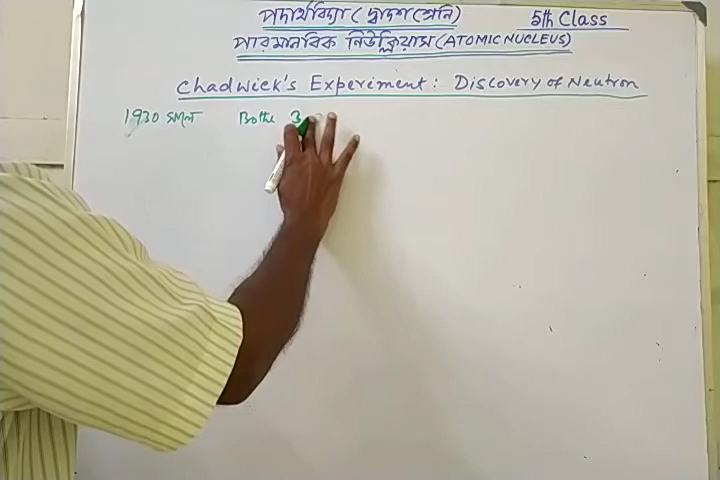 পদার্থবিদ্যা (দ্বাদশ শ্রেনি) 5th Class
পারমানবিক নিউক্লিয়াস (ATOMIC NUCLEUS)
Chadwick's Experiment: Discovery of Neutron
1930 সালে Bothe